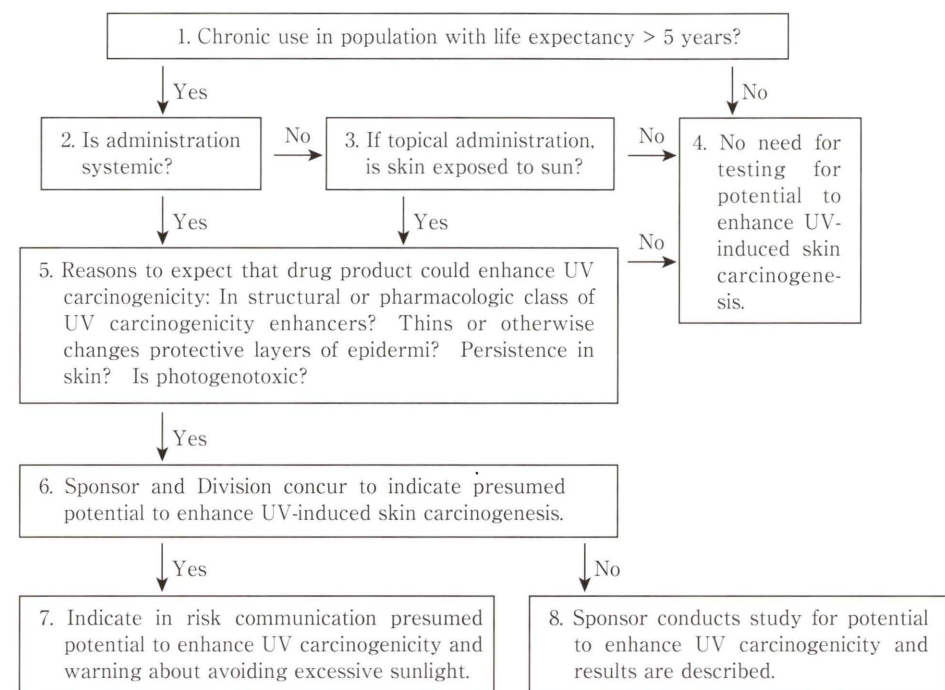 1. Chronic use in population with life expectancy > 5 years?
Yes
No
2. Is administration
systemic?
No
3. If topical administration,
is skin exposed to sun?
No
4. No need for
testing for
potential to
enhance UV-
induced skin
carcinogene-
sis.
Yes
Yes
No
5. Reasons to expect that drug product could enhance UV
carcinogenicity: In structural or pharmacologic class of
UV carcinogenicity enhancers? Thins or otherwise
changes protective layers of epidermi? Persistence in
skin? Is photogenotoxic?
Yes
6. Sponsor and Division concur to indicate presumed
potential to enhance UV-induced skin carcinogenesis.
Yes
No
7. Indicate in risk communication presumed
potential to enhance UV carcinogenicity and
warning about avoiding excessive sunlight.
8. Sponsor conducts study for potential
to enhance UV carcinogenicity and
results are described.